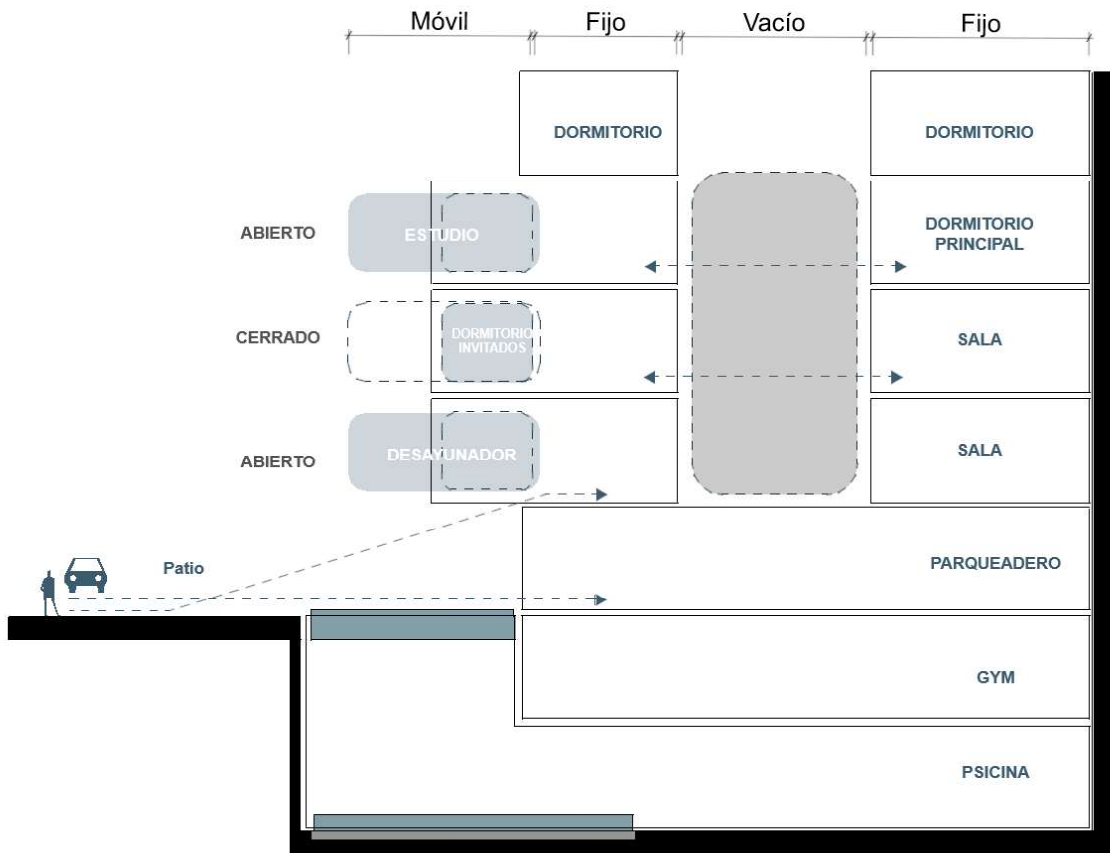 Móvil Fijo Vacío Fijo
DORMITORIO DORMITORIO
ABIERTO ESTUDIO DORMITORIO
PRINCIPAL
CERRADO DORMITORIO
INVITADOS SALA
ABIERTO DESAYUNADOR SALA
Patio PARQUEADERO
GYM
PSICINA